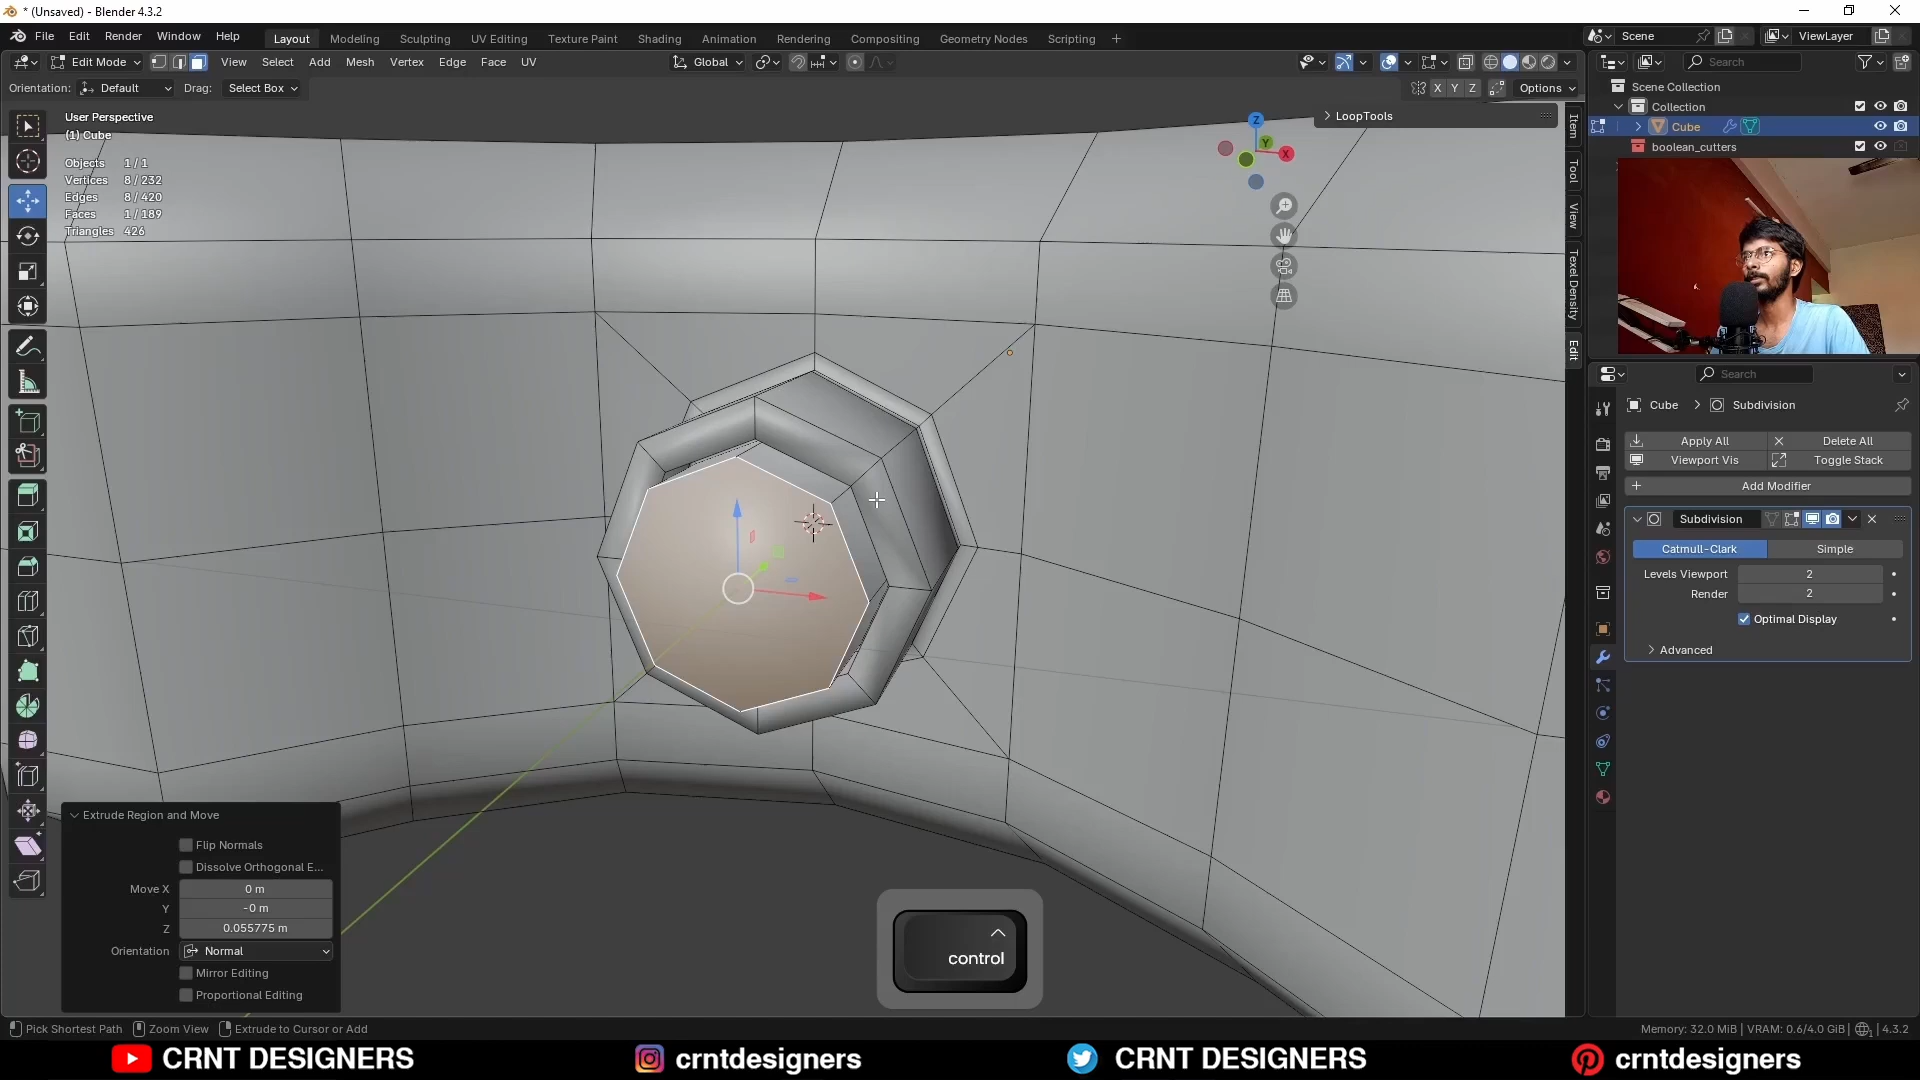 * (Unsaved) - Blender 4.3.2
File Edit Render Window Help
Layout Modeling Sculpting UV Editing Texture Paint Shading Animation Rendering Compositing Geometry Nodes Scripting +
Scene ViewLayer
Edit Mode View Select Add Mesh Vertex Edge Face UV
Global
Search
Orientation: Default Drag: Select Box
X Y Z Options
Scene Collection
Collection
Cube
boolean_cutters
User Perspective
(1) Cube
Objects 1 / 1
Vertices 8 / 232
Edges 8 / 420
Faces 1 / 189
Triangles 426
LoopTools
Z
Y
X
Item
Tool
View
Texel Density
Edit
Search
Cube > Subdivision
Apply All Delete All
Viewport Vis Toggle Stack
Add Modifier
Subdivision
Catmull-Clark Simple
Levels Viewport 2
Render 2
Optimal Display
Advanced
Extrude Region and Move
Flip Normals
Dissolve Orthogonal E...
Move X 0 m
Y -0 m
Z 0.055775 m
Orientation Normal
Mirror Editing
Proportional Editing
control
Pick Shortest Path Zoom View Extrude to Cursor or Add
Memory: 32.0 MiB | VRAM: 0.6/4.0 GiB | 4.3.2
CRNT DESIGNERS crntdesigners CRNT DESIGNERS crntdesigners